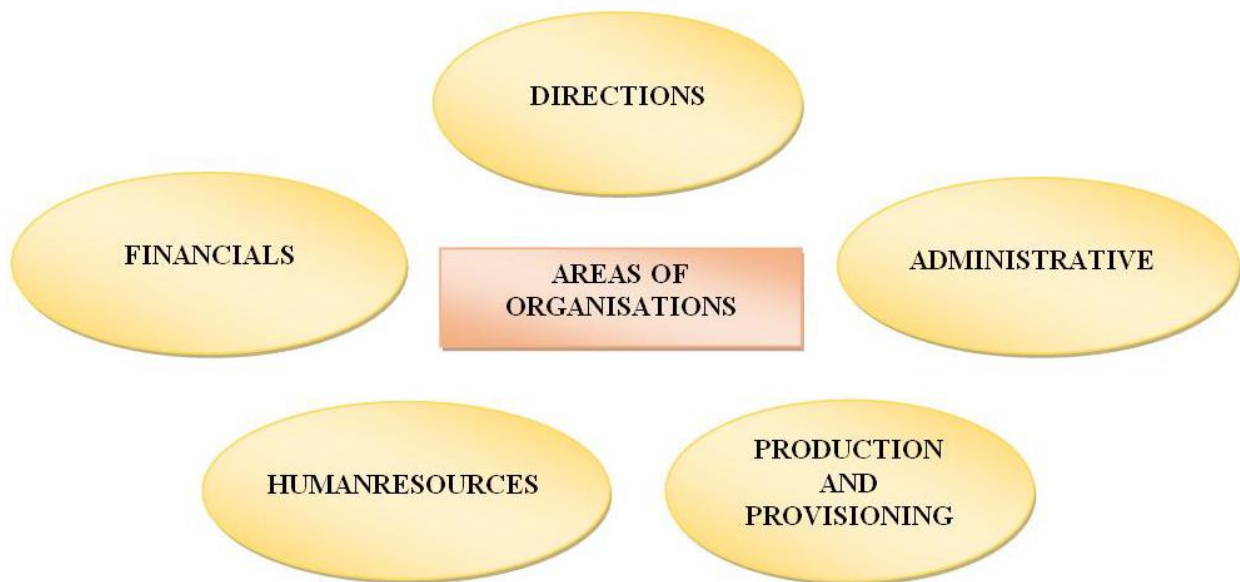 DIRECTIONS
FINANCIALS
AREAS OF
ORGANISATIONS
ADMINISTRATIVE
HUMANRESOURCES
PRODUCTION
AND
PROVISIONING